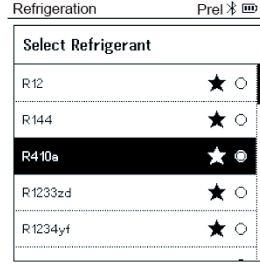 Refrigeration Prel
Select Refrigerant
R12
R144
R410a
R1233zd
R1234yf